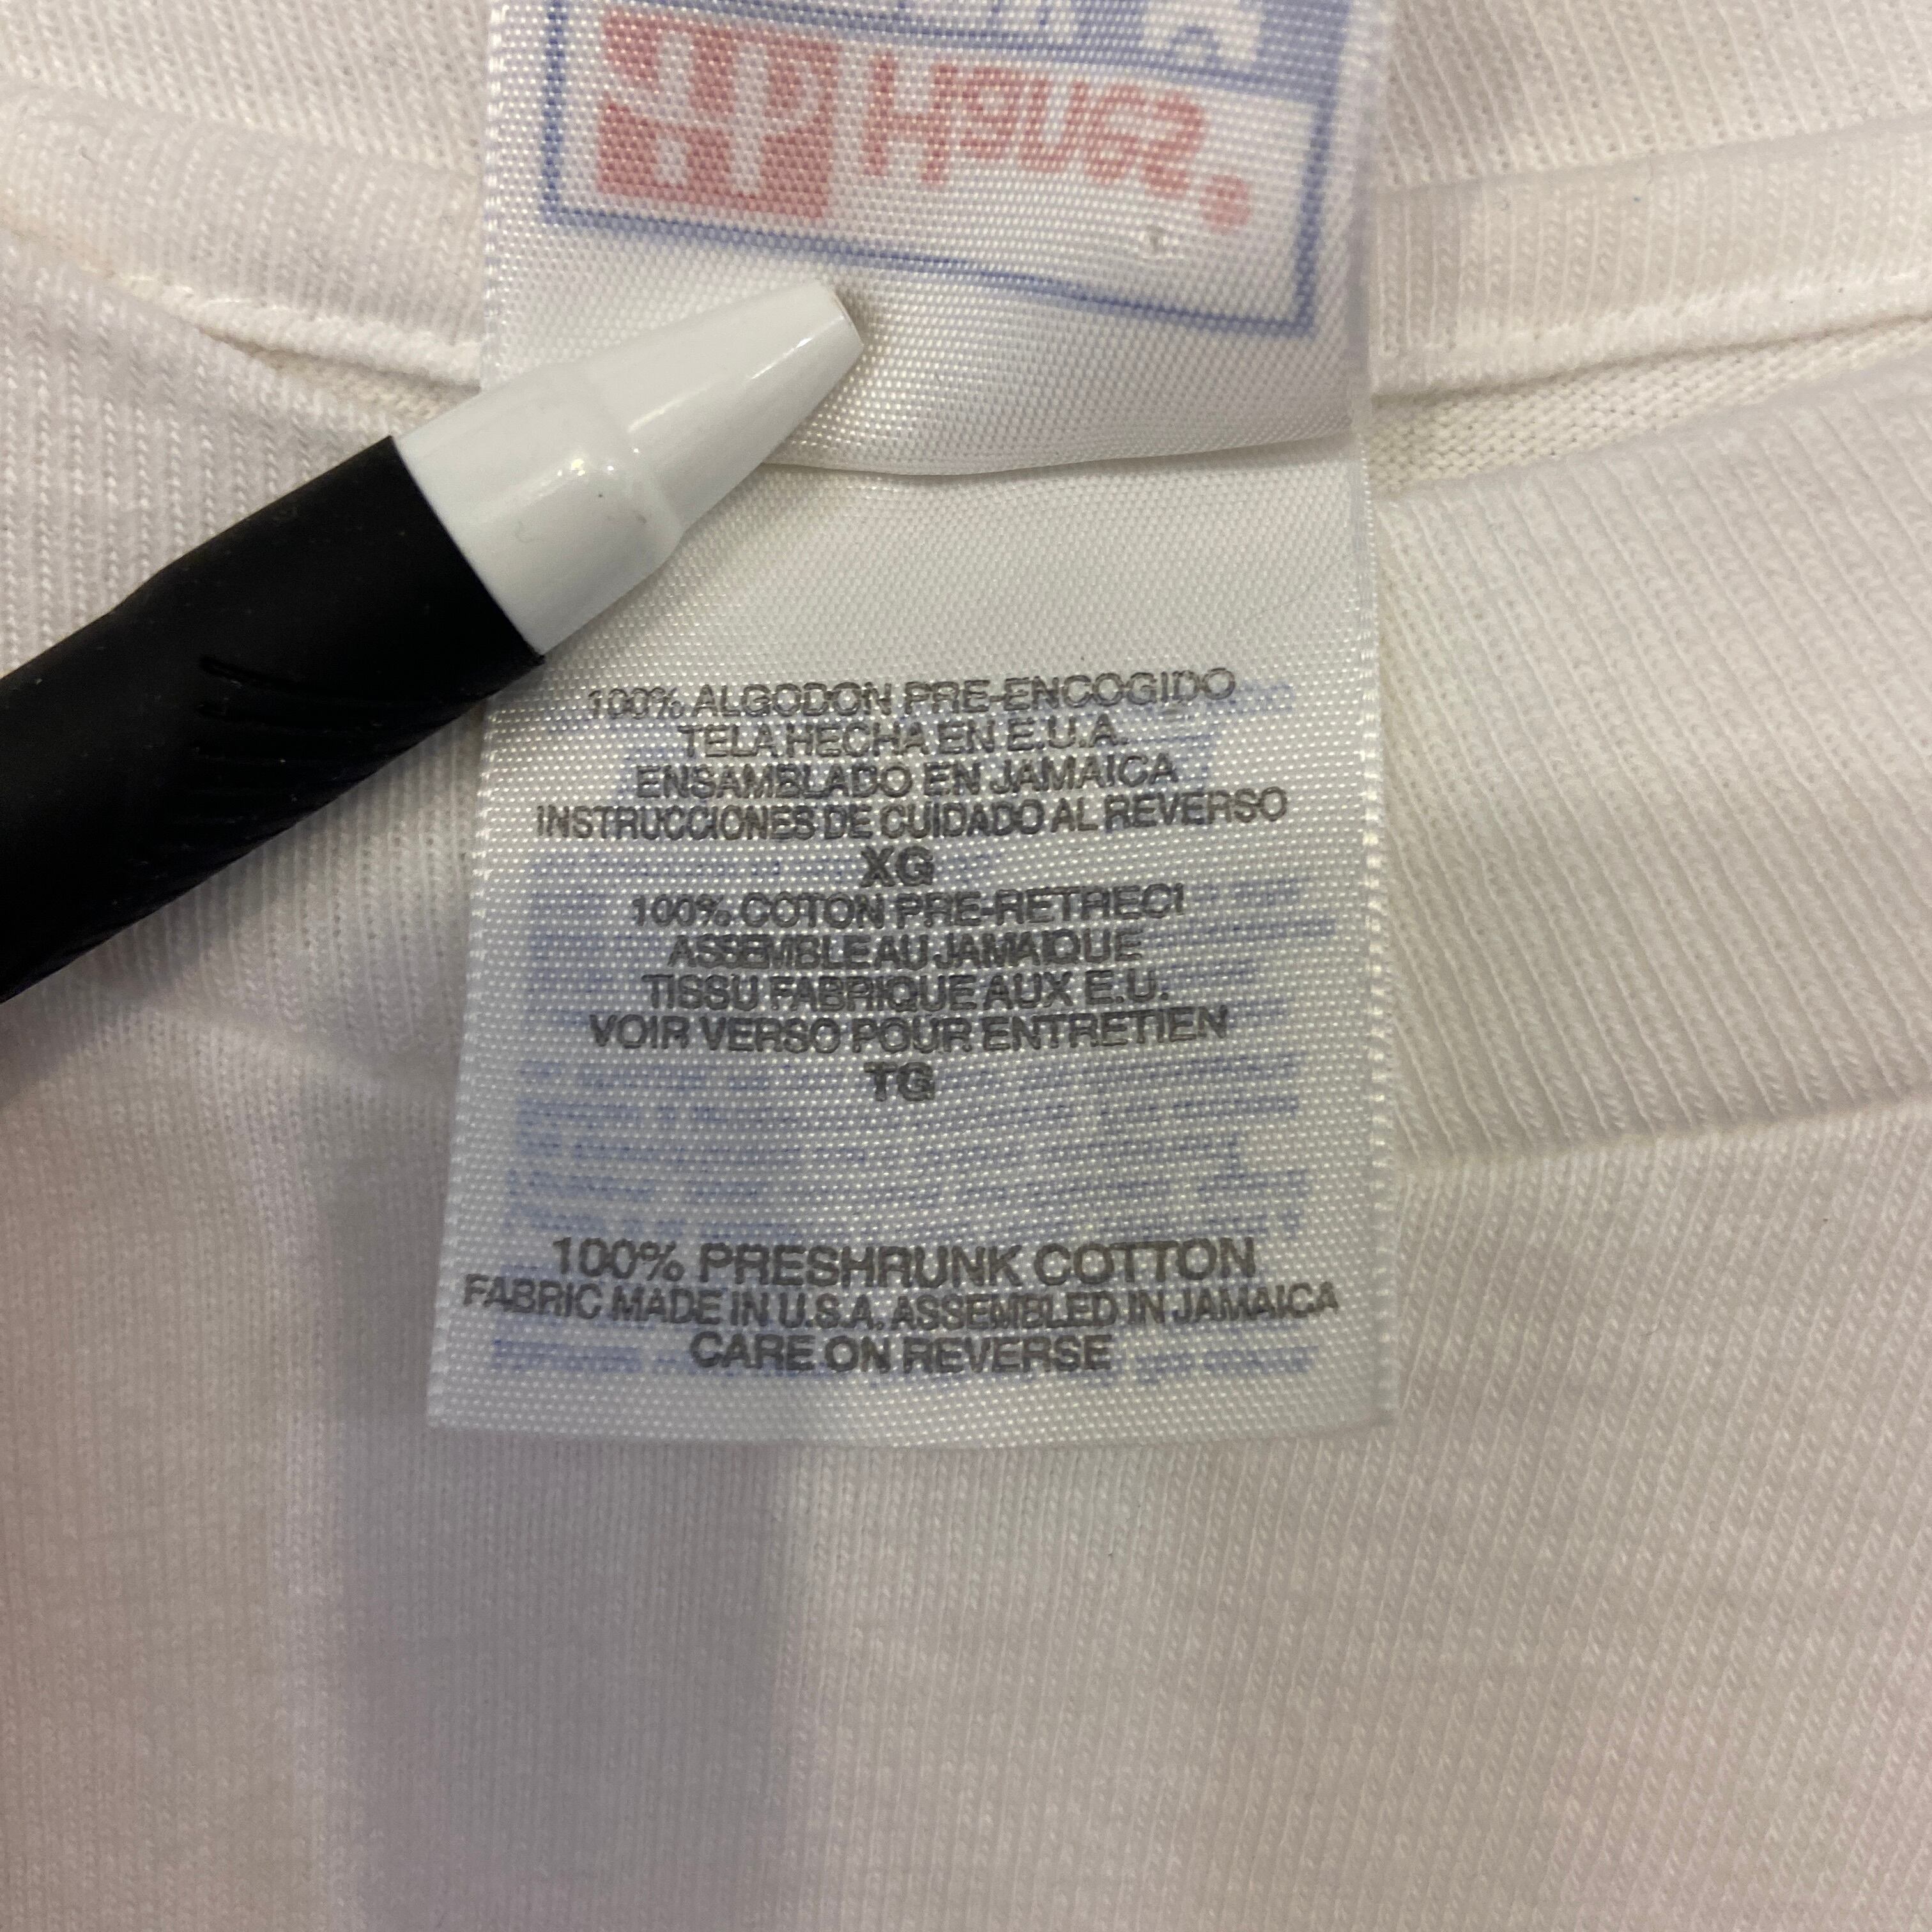 100% ALGODON PRE-ENCOGIDO
TELA HECHA EN E.U.A.
ENSAMBLADO EN JAMAICA
INSTRUCCIONES DE CUIDADO AL REVERSO
XG
100% COTON PRE-RETRECI
ASSEMBLE AU JAMAIQUE
TISSU FABRIQUE AUX E.U.
VOIR VERSO POUR ENTRETIEN
TG
100% PRESHRUNK COTTON
FABRIC MADE IN U.S.A. ASSEMBLED IN JAMAICA
CARE ON REVERSE